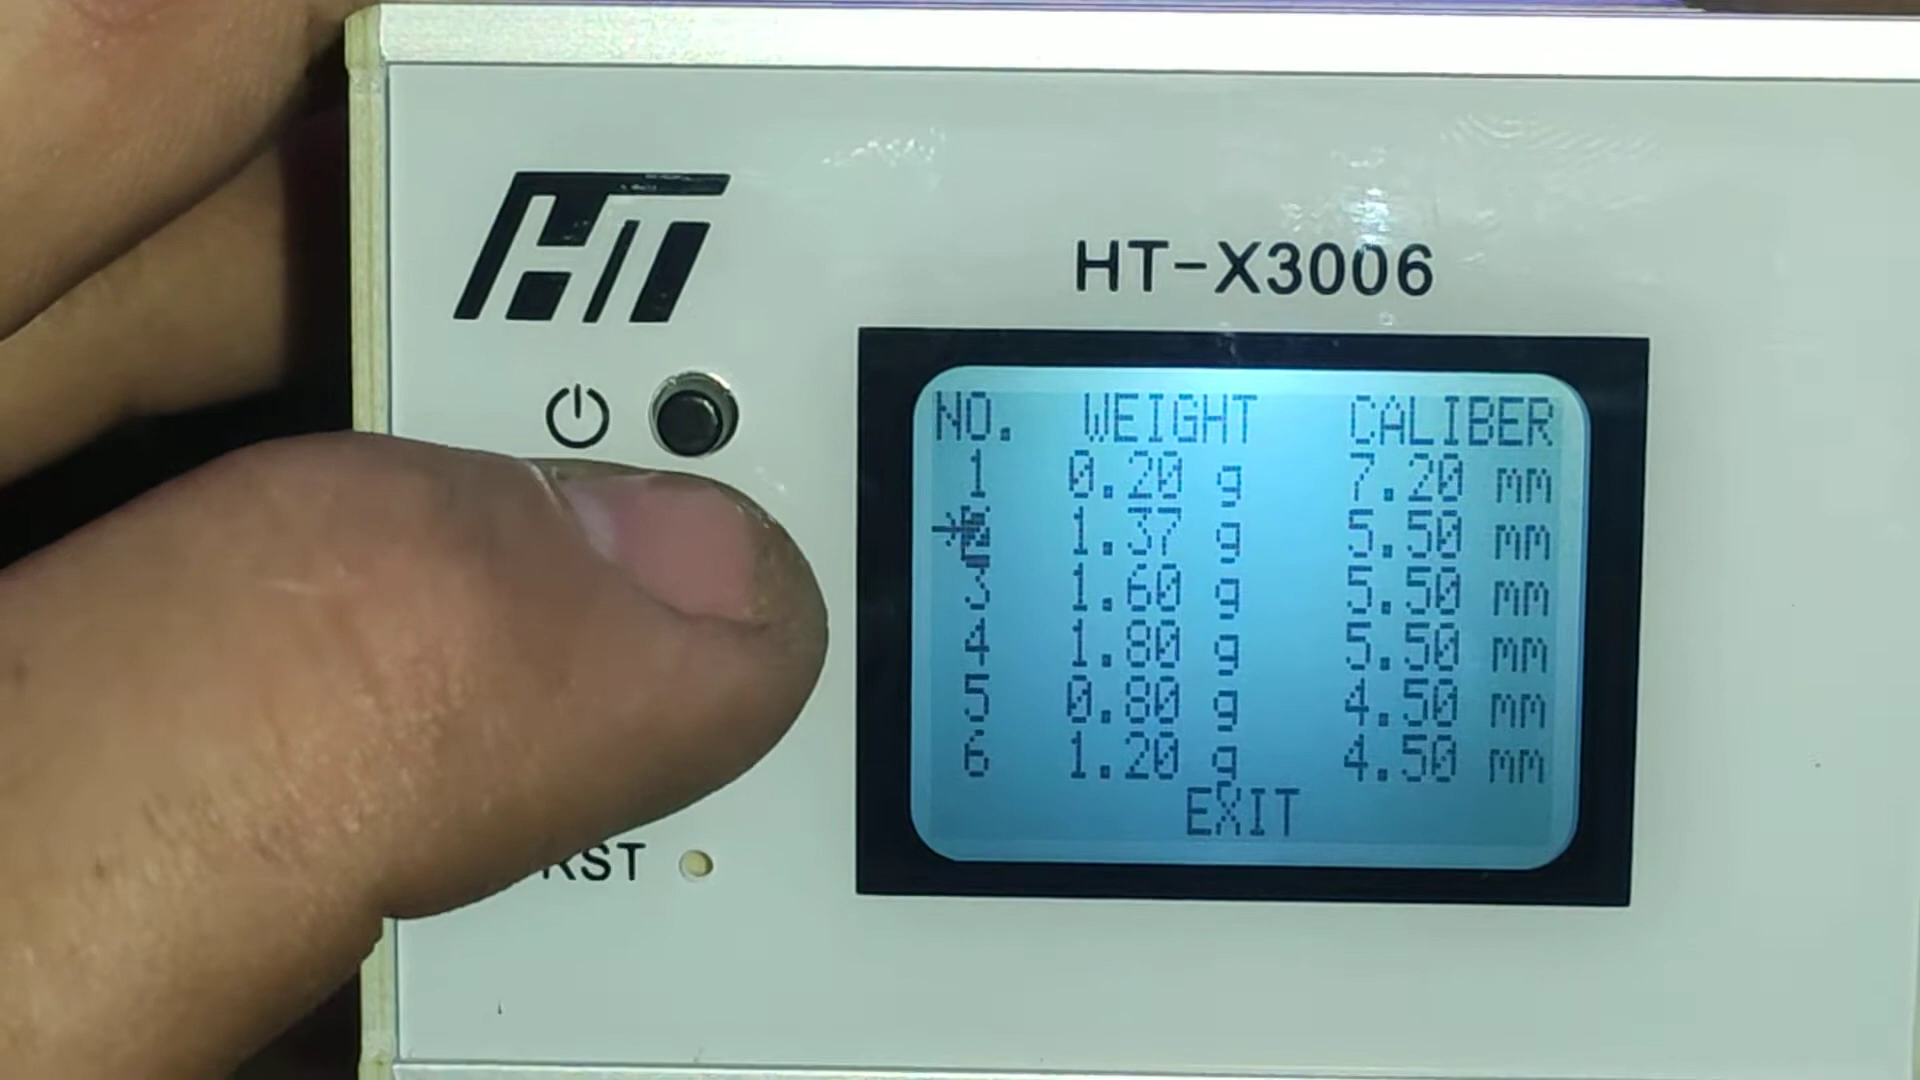 HT
HT-X3006
NO. WEIGHT CALIBER
1 0.20 g 7.20 mm
1.37 g 5.50 mm
3 1.60 g 5.50 mm
4 1.80 g 5.50 mm
5 0.80 g 4.50 mm
6 1.20 g 4.50 mm
EXIT
RST